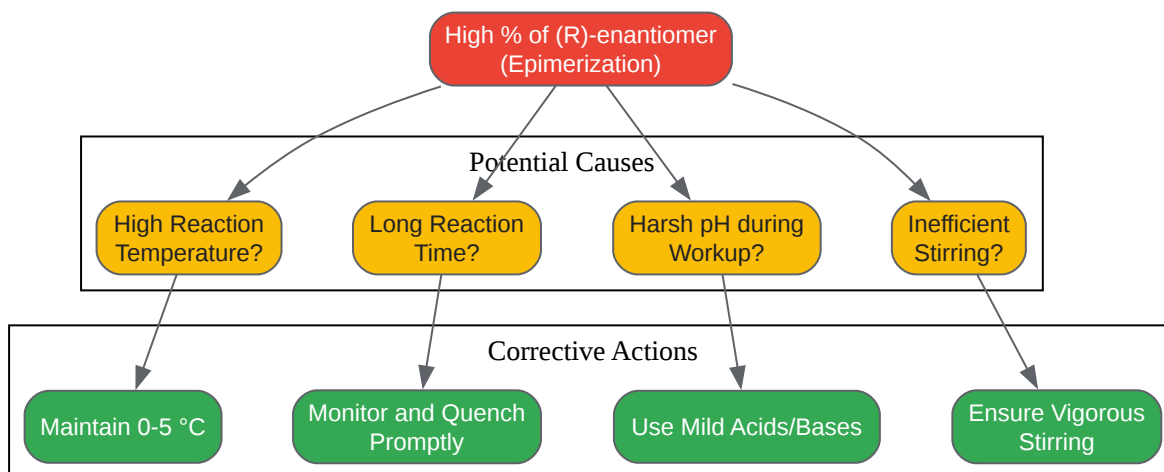 High % of (R)-enantiomer
(Epimerization)
Potential Causes
High Reaction
Temperature?
Long Reaction
Time?
Harsh pH during
Workup?
Inefficient
Stirring?
Corrective Actions
Maintain 0-5 °C
Monitor and Quench
Promptly
Use Mild Acids/Bases
Ensure Vigorous
Stirring